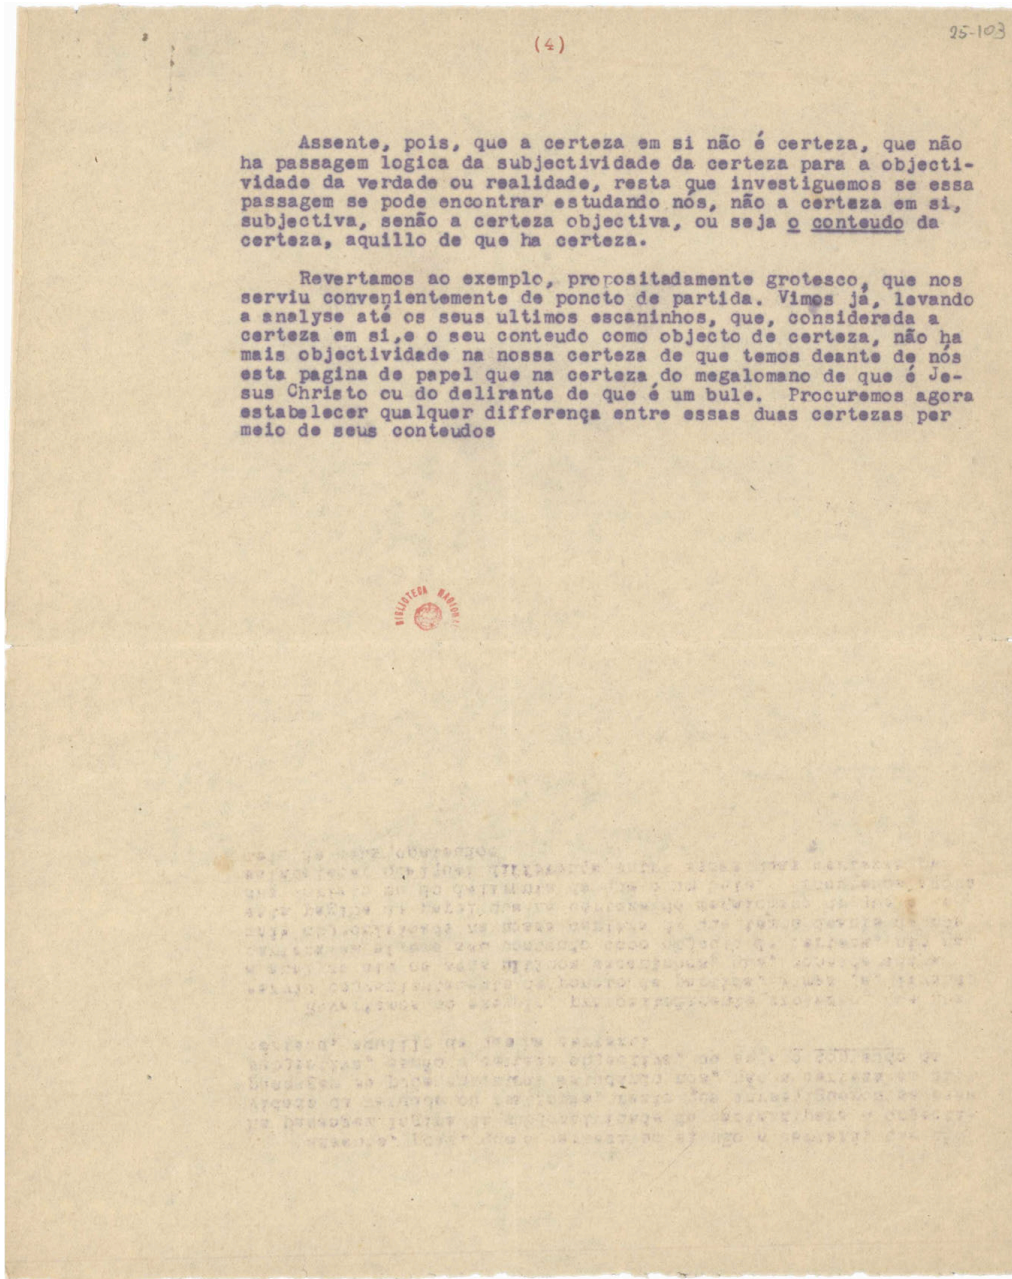 25-103
(4)
Assente, pois, que a certeza em si não é certeza, que não
ha passagem logica da subjectividade da certeza para a objecti-
vidade da verdade ou realidade, resta que investiguemos se essa
passagem se pode encontrar estudando nós, não a certeza em si,
subjectiva, senão a certeza objectiva, ou seja o conteudo da
certeza, aquillo de que ha certeza.
Revertamos ao exemplo, propositadamente grotesco, que nos
serviu convenientemente de poncto de partida. Vimos já, levando
a analyse até os seus ultimos escaninhos, que, considerada a
certeza em si,e o seu conteudo como objecto de certeza, não ha
mais objectividade na nossa certeza de que temos deante de nós
esta pagina de papel que na certeza do megalomano de que é Je-
sus Christo ou do delirante de que é um bule. Procuremos agora
estabelecer qualquer differença entre essas duas certezas por
meio de seus conteudos
BIBLIOTECA NACIONAL